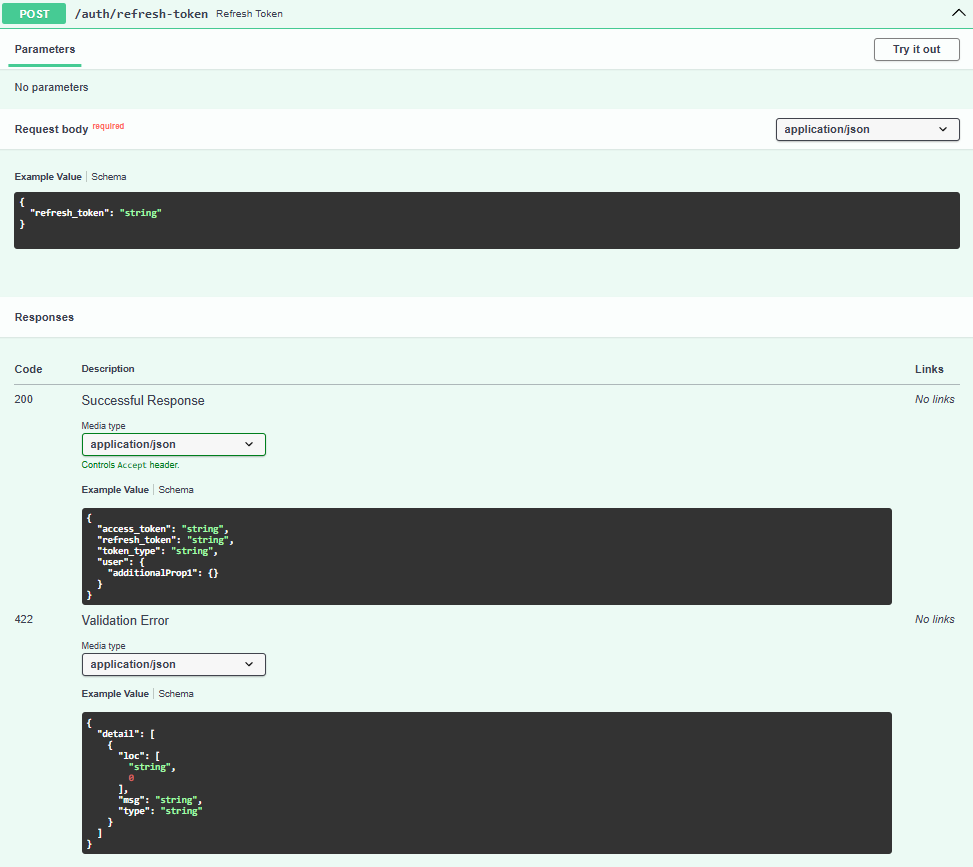 POST /auth/refresh-token Refresh Token
Parameters
Try it out
No parameters
Request body required
application/json
Example Value Schema
{
  "refresh_token": "string"
}
Responses
Code Description Links
200 Successful Response No links
Media type
application/json
Controls Accept header.
Example Value Schema
{
  "access_token": "string",
  "refresh_token": "string",
  "token_type": "string",
  "user": {
    "additionalProp1": {}
  }
}
422 Validation Error No links
Media type
application/json
Example Value Schema
{
  "detail": [
    {
      "loc": [
        "string",
        0
      ],
      "msg": "string",
      "type": "string"
    }
  ]
}